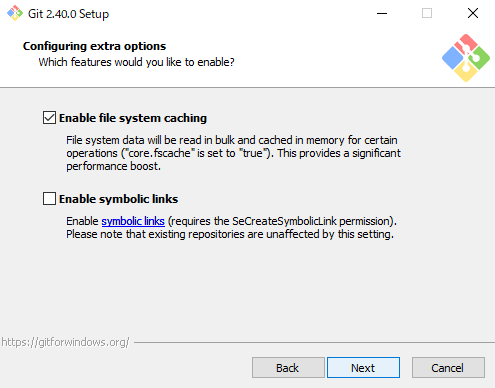 Git 2.40.0 Setup
Configuring extra options
Which features would you like to enable?
Enable file system caching
File system data will be read in bulk and cached in memory for certain
operations ("core.fscache" is set to "true"). This provides a significant
performance boost.
Enable symbolic links
Enable symbolic links (requires the SeCreateSymbolicLink permission).
Please note that existing repositories are unaffected by this setting.
https://gitforwindows.org/
Back
Next
Cancel